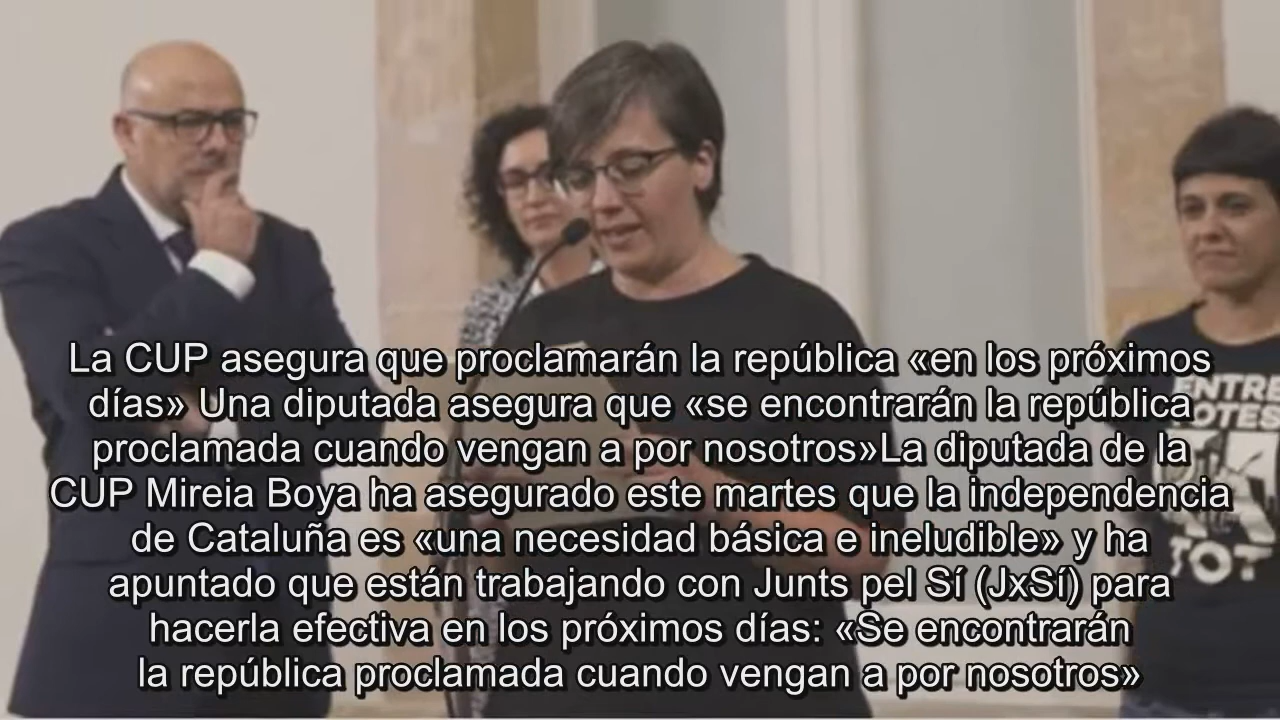 La CUP asegura que proclamarán la república «en los próximos
días» Una diputada asegura que «se encontrarán la república
proclamada cuando vengan a por nosotros»La diputada de la
CUP Mireia Boya ha asegurado este martes que la independencia
de Cataluña es «una necesidad básica e ineludible» y ha
apuntado que están trabajando con Junts pel Sí (JxSí) para
hacerla efectiva en los próximos días: «Se encontrarán
la república proclamada cuando vengan a por nosotros»
ENTRE
TOT